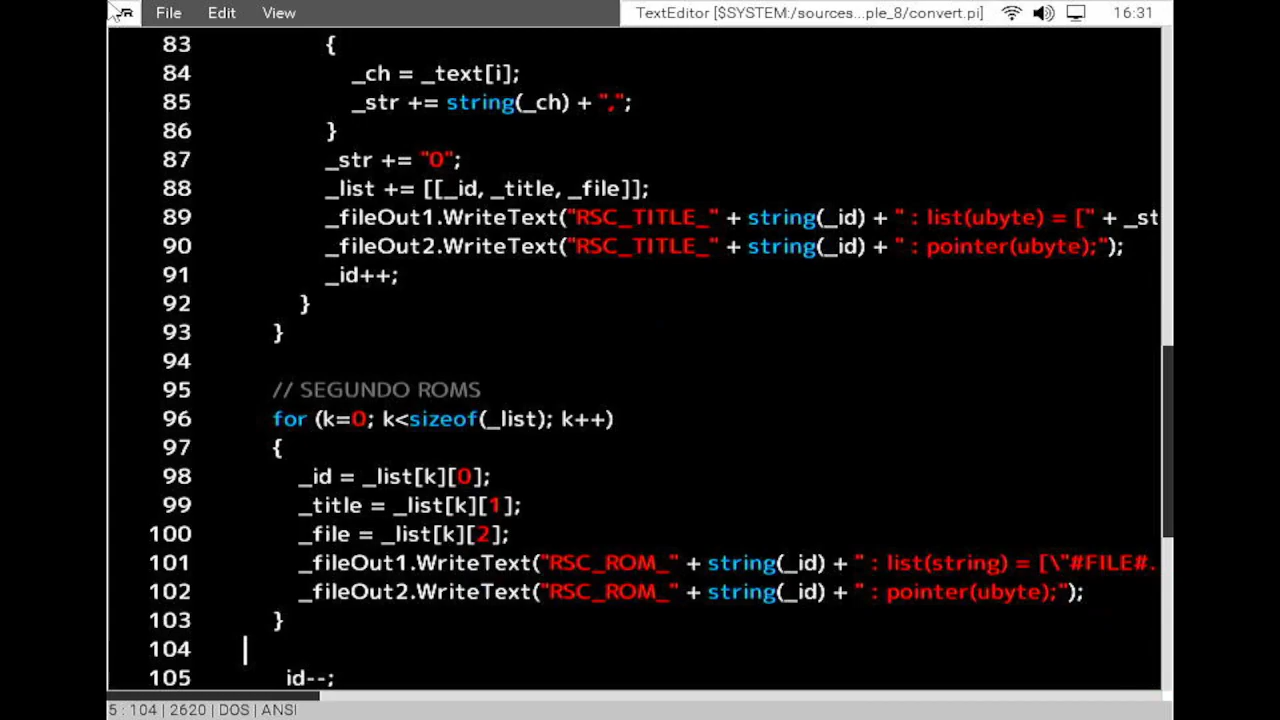 File Edit View TextEditor [$SYSTEM:/sources...ple_8/convert.pi] 16:31
83 {
84 _ch = _text[i];
85 _str += string(_ch) + ",";
86 }
87 _str += "0";
88 _list += [[_id, _title, _file]];
89 _fileOut1.WriteText("RSC_TITLE_" + string(_id) + " : list(ubyte) = [" + _st
90 _fileOut2.WriteText("RSC_TITLE_" + string(_id) + " : pointer(ubyte);");
91 _id++;
92 }
93 }
94
95 // SEGUNDO ROMS
96 for (k=0; k<sizeof(_list); k++)
97 {
98 _id = _list[k][0];
99 _title = _list[k][1];
100 _file = _list[k][2];
101 _fileOut1.WriteText("RSC_ROM_" + string(_id) + " : list(string) = [\"#FILE#.
102 _fileOut2.WriteText("RSC_ROM_" + string(_id) + " : pointer(ubyte);");
103 }
104
105 id--;
5 : 104 | 2620 | DOS | ANSI